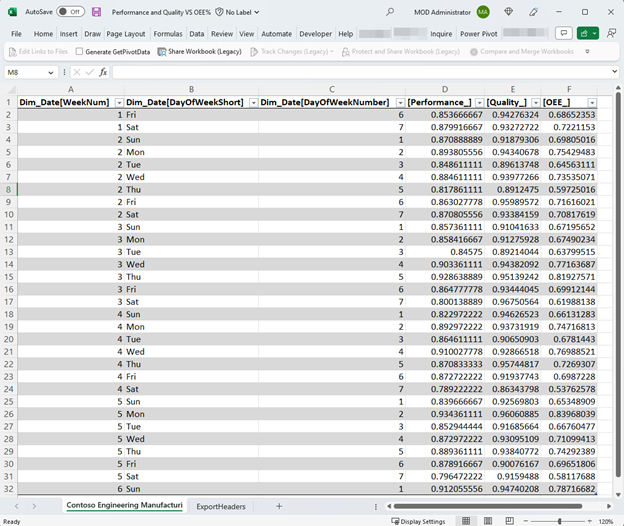 AutoSave Off Performance and Quality VS OEE% No Label MOD Administrator MA
File Home Insert Draw Page Layout Formulas Data Review View Automate Developer Help Inquire Power Pivot
Edit Links to Files Generate GetPivotData Share Workbook (Legacy) Track Changes (Legacy) Protect and Share Workbook (Legacy) Compare and Merge Workbooks
M8 fx
A B C D E F
1 Dim_Date[WeekNum] Dim_Date[DayOfWeekShort] Dim_Date[DayOfWeekNumber] [Performance_] [Quality_] [OEE_]
2 1 Fri 6 0.853666667 0.94276324 0.68652353
3 1 Sat 7 0.879916667 0.93272722 0.7221153
4 2 Sun 1 0.870888889 0.91879306 0.69805016
5 2 Mon 2 0.893805556 0.94340678 0.75429483
6 2 Tue 3 0.848611111 0.89613748 0.64563111
7 2 Wed 4 0.884611111 0.93977266 0.73535071
8 2 Thu 5 0.817861111 0.8912475 0.59725016
9 2 Fri 6 0.863027778 0.95989572 0.71616021
10 2 Sat 7 0.870805556 0.93384159 0.70817619
11 3 Sun 1 0.857361111 0.91041633 0.67195652
12 3 Mon 2 0.858416667 0.91275928 0.67490234
13 3 Tue 3 0.84575 0.89214044 0.63799515
14 3 Wed 4 0.903361111 0.94382092 0.77163687
15 3 Thu 5 0.928638889 0.95139242 0.81927571
16 3 Fri 6 0.864777778 0.93444045 0.69912144
17 3 Sat 7 0.800138889 0.96750564 0.61988138
18 4 Sun 1 0.822972222 0.94626523 0.66131283
19 4 Mon 2 0.892972222 0.93731919 0.74716813
20 4 Tue 3 0.864611111 0.90650903 0.6781443
21 4 Wed 4 0.910027778 0.92866518 0.76988521
22 4 Thu 5 0.870833333 0.95744817 0.7269307
23 4 Fri 6 0.872722222 0.91937743 0.6987228
24 4 Sat 7 0.789222222 0.86343798 0.53762578
25 5 Sun 1 0.839666667 0.92569803 0.65348909
26 5 Mon 2 0.934361111 0.96060885 0.83968039
27 5 Tue 3 0.852944444 0.91685664 0.66760477
28 5 Wed 4 0.872972222 0.93095109 0.71099413
29 5 Thu 5 0.889361111 0.93840772 0.74292389
30 5 Fri 6 0.878916667 0.90076167 0.69651806
31 5 Sat 7 0.796472222 0.9159488 0.58117688
32 6 Sun 1 0.912055556 0.94740208 0.78716682
Contoso Engineering Manufacturi ExportHeaders
Ready Display Settings 120%